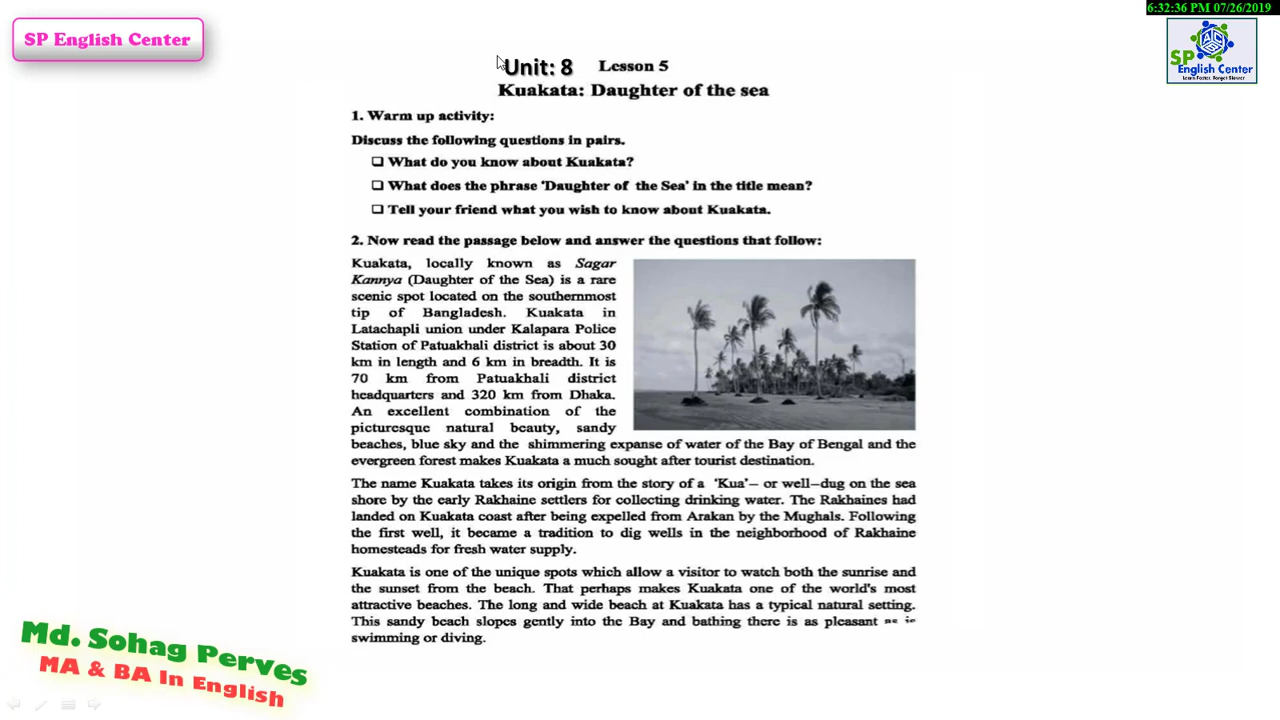 6:32:36 PM 07/26/2019
SP English Center
SP
English Center
Learn Faster, Forget Slower
Unit: 8 Lesson 5
Kuakata: Daughter of the sea
1. Warm up activity:
Discuss the following questions in pairs.
❑ What do you know about Kuakata?
❑ What does the phrase ‘Daughter of the Sea’ in the title mean?
❑ Tell your friend what you wish to know about Kuakata.
2. Now read the passage below and answer the questions that follow:
Kuakata, locally known as Sagar
Kannya (Daughter of the Sea) is a rare
scenic spot located on the southernmost
tip of Bangladesh. Kuakata in
Latachapli union under Kalapara Police
Station of Patuakhali district is about 30
km in length and 6 km in breadth. It is
70 km from Patuakhali district
headquarters and 320 km from Dhaka.
An excellent combination of the
picturesque natural beauty, sandy
beaches, blue sky and the shimmering expanse of water of the Bay of Bengal and the
evergreen forest makes Kuakata a much sought after tourist destination.
The name Kuakata takes its origin from the story of a ‘Kua’– or well–dug on the sea
shore by the early Rakhaine settlers for collecting drinking water. The Rakhaines had
landed on Kuakata coast after being expelled from Arakan by the Mughals. Following
the first well, it became a tradition to dig wells in the neighborhood of Rakhaine
homesteads for fresh water supply.
Kuakata is one of the unique spots which allow a visitor to watch both the sunrise and
the sunset from the beach. That perhaps makes Kuakata one of the world's most
attractive beaches. The long and wide beach at Kuakata has a typical natural setting.
This sandy beach slopes gently into the Bay and bathing there is as pleasant as is
swimming or diving.
Md. Sohag Perves
MA & BA In English